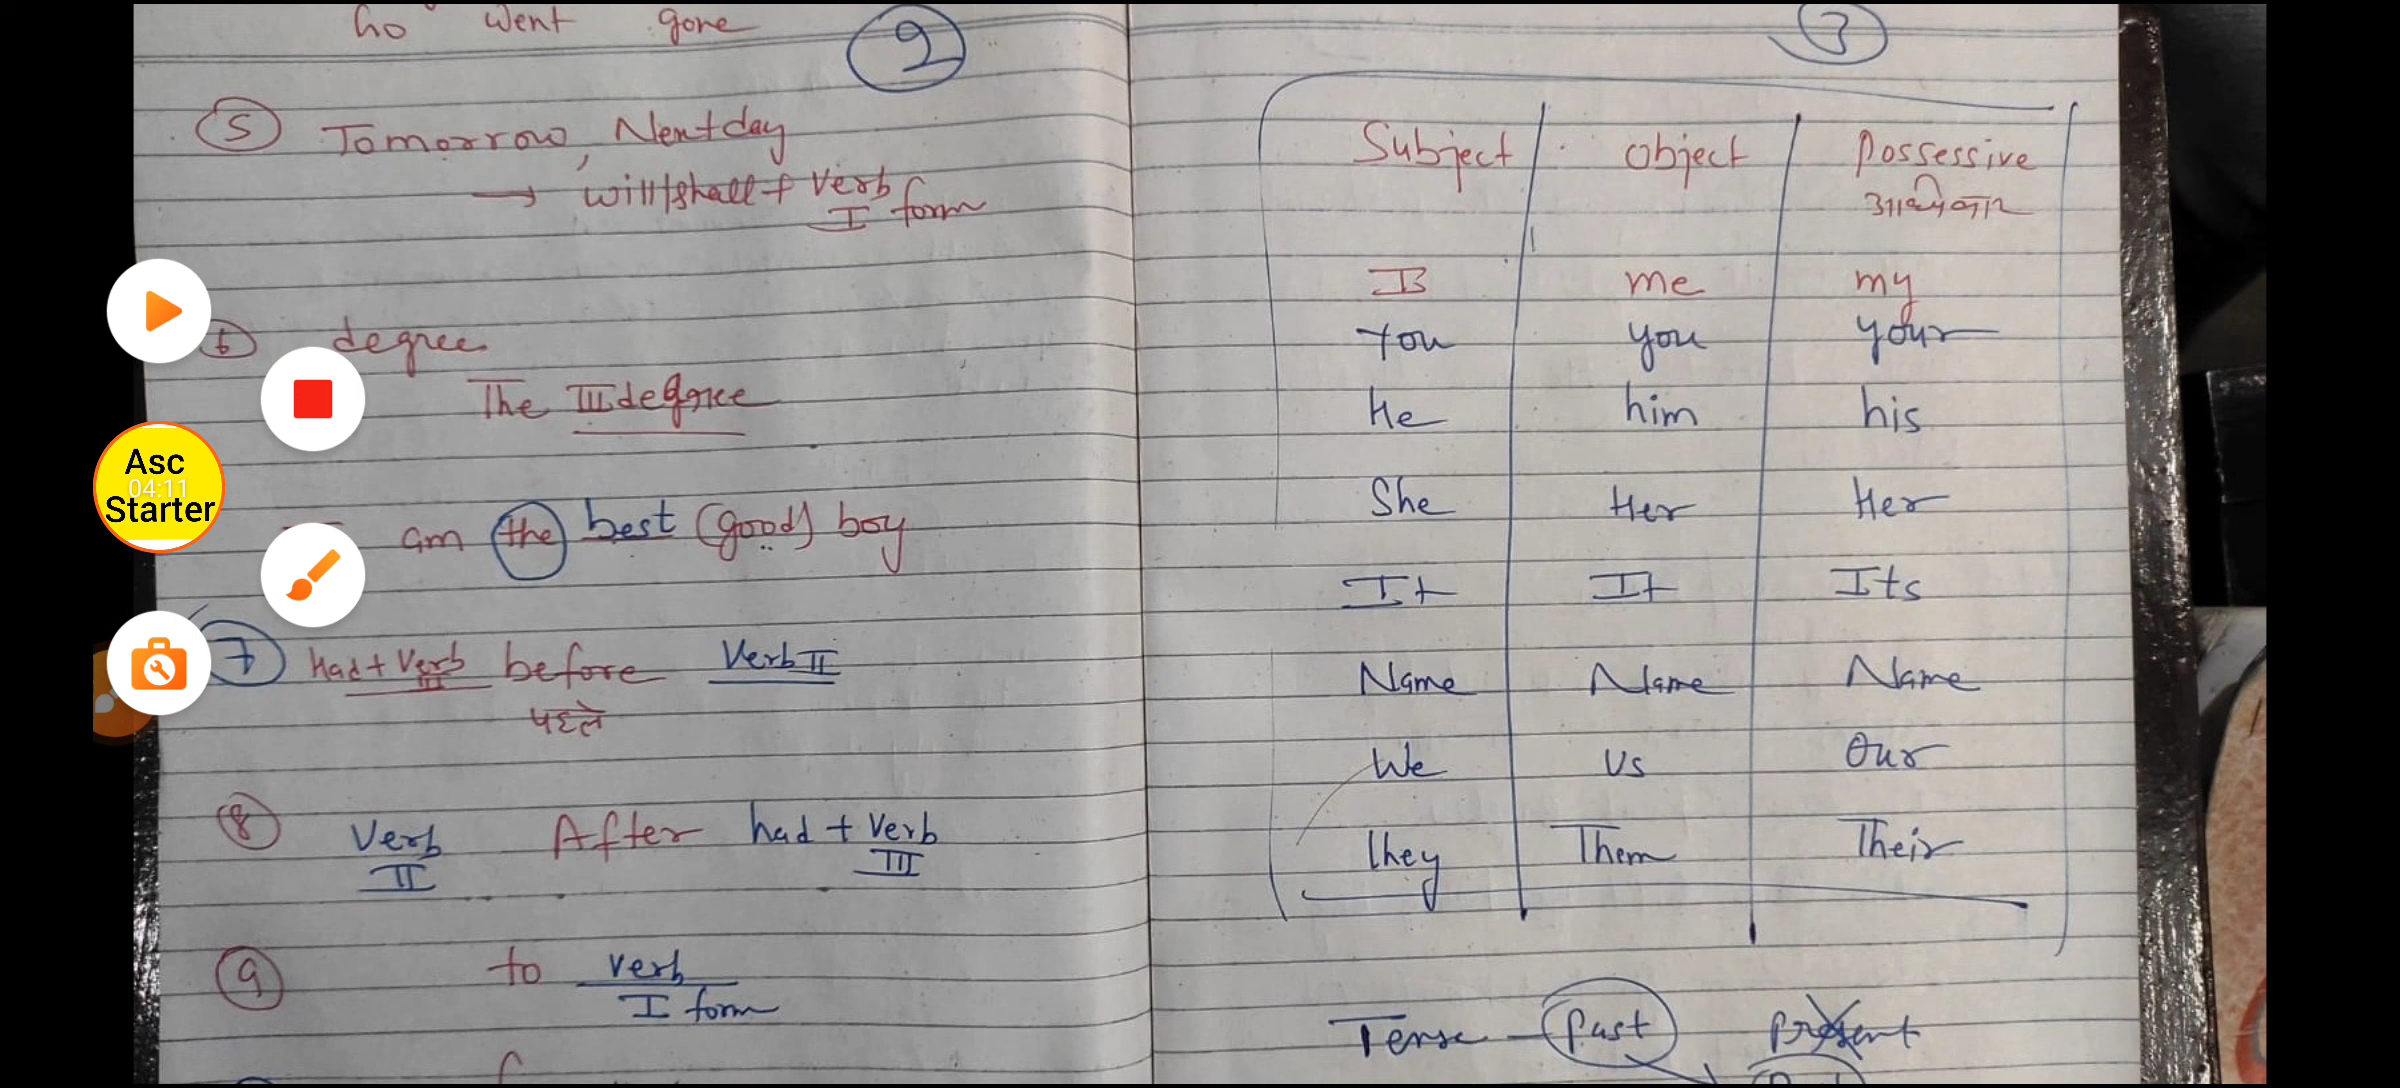 Go went gone
2
5 Tomorrow, Nextday
→ will/shall + Verb
I form
6 degree
The III degree
am the best (good) boy
7 had + Verb before Verb II
III
पहले
8 Verb After had + Verb
II III
9 to verb
I form
Asc
04:11
Starter
3
Subject object Possessive
अधिकार
I me my
You you your
He him his
She Her Her
It It Its
Name Name Name
We Us Our
They Them Their
Tense - Past Present